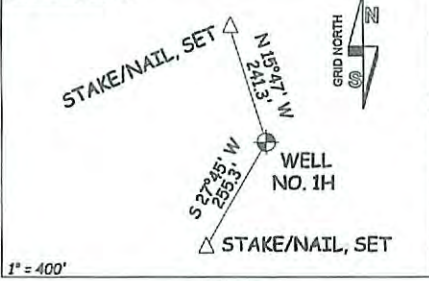 STAKE/NAIL, SET
N 15°47' W
241.3'
GRID NORTH
N
S
S 27°45' W
255.3'
WELL
NO. 1H
STAKE/NAIL, SET
1" = 400'